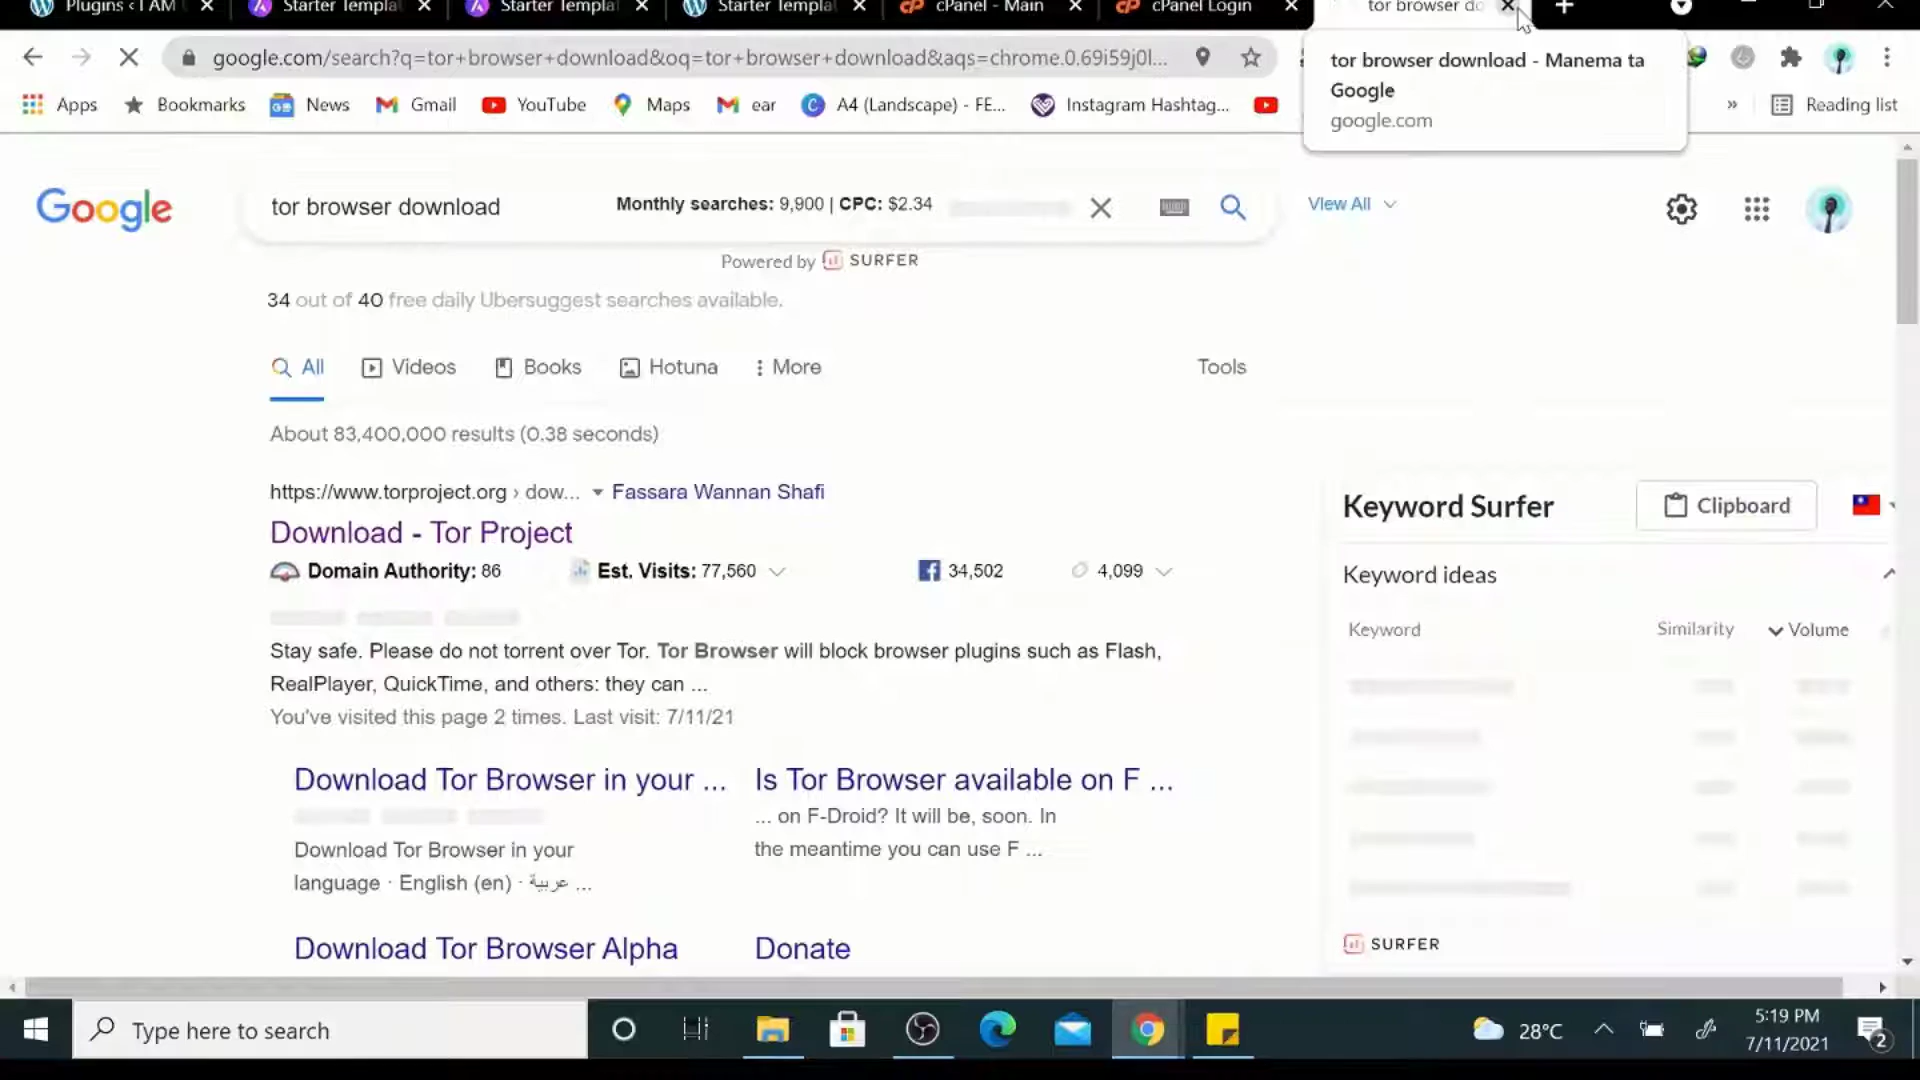 Plugins ‹ I AM
Starter Templa
Starter Templa
Starter Templa
cPanel - Main
cPanel Login
tor browser do
google.com/search?q=tor+browser+download&oq=tor+browser+download&aqs=chrome.0.69i59j0l...
tor browser download - Manema ta
Google
google.com
Apps
Bookmarks
News
Gmail
YouTube
Maps
ear
A4 (Landscape) - FE...
Instagram Hashtag...
»
Reading list
Google
tor browser download
Monthly searches: 9,900 | CPC: $2.34
View All
Powered by SURFER
34 out of 40 free daily Ubersuggest searches available.
All
Videos
Books
Hotuna
More
Tools
About 83,400,000 results (0.38 seconds)
https://www.torproject.org › dow...
Fassara Wannan Shafi
Download - Tor Project
Domain Authority: 86
Est. Visits: 77,560
34,502
4,099
Stay safe. Please do not torrent over Tor. Tor Browser will block browser plugins such as Flash,
RealPlayer, QuickTime, and others: they can ...
You've visited this page 2 times. Last visit: 7/11/21
Download Tor Browser in your ...
Download Tor Browser in your
language · English (en) · عربية ...
Is Tor Browser available on F ...
... on F-Droid? It will be, soon. In
the meantime you can use F ...
Download Tor Browser Alpha
Donate
Keyword Surfer
Clipboard
Keyword ideas
Keyword
Similarity
Volume
SURFER
Type here to search
28°C
5:19 PM
7/11/2021
2